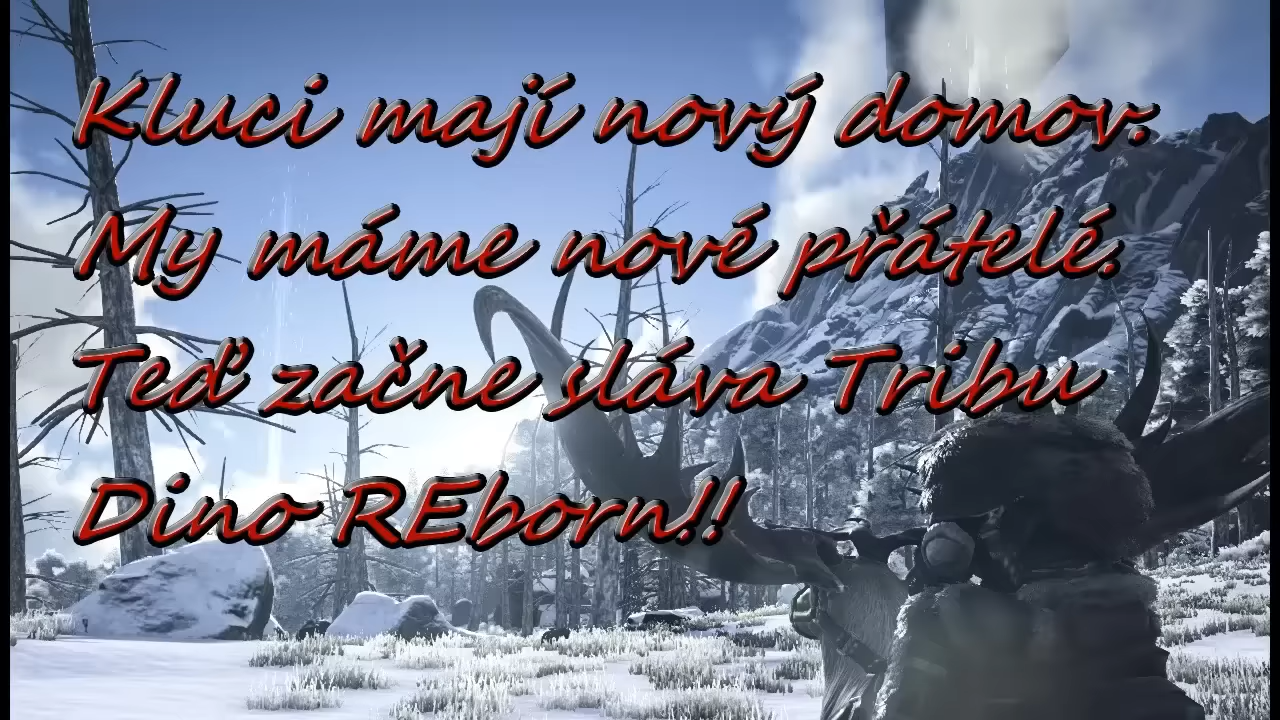 Kluci mají nový domov.
My máme nové přátelé.
Teď začne sláva Tribu
Dino REborn!!